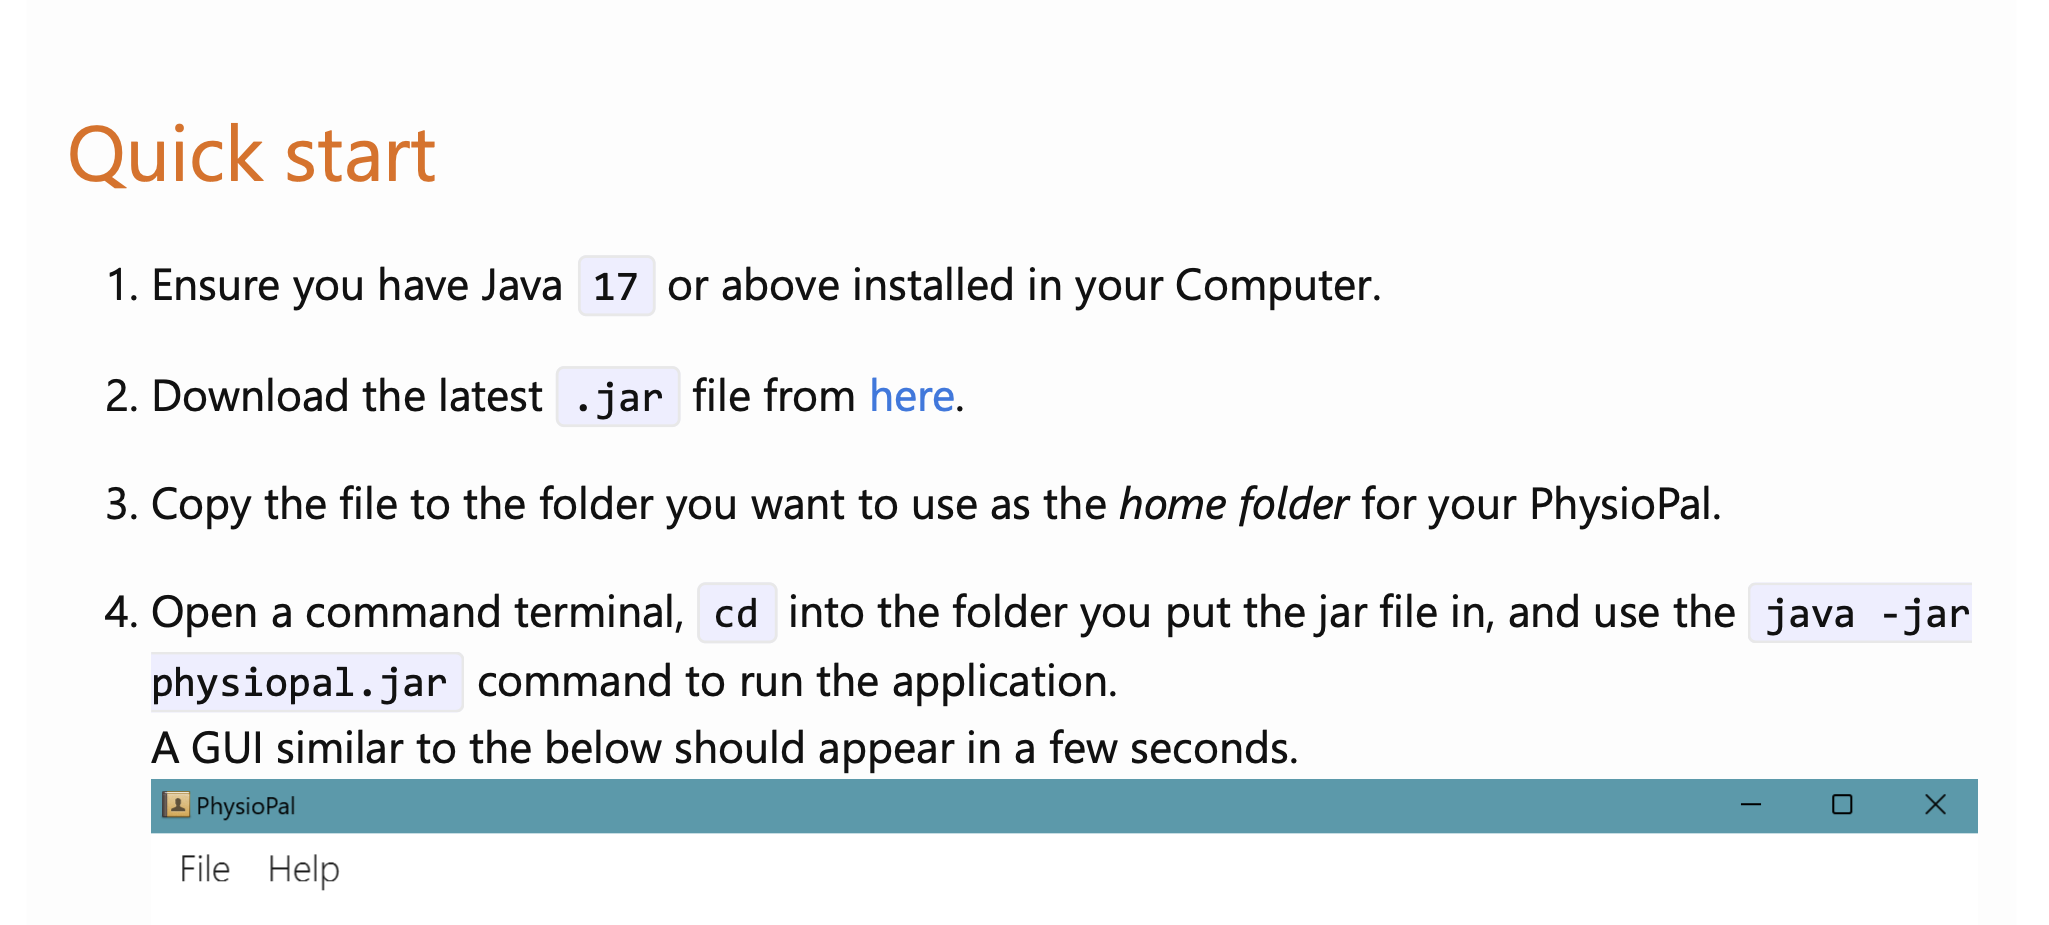 Quick start
1. Ensure you have Java 17 or above installed in your Computer.
2. Download the latest .jar file from here.
3. Copy the file to the folder you want to use as the home folder for your PhysioPal.
4. Open a command terminal, cd into the folder you put the jar file in, and use the java -jar
physiopal.jar command to run the application.
A GUI similar to the below should appear in a few seconds.
PhysioPal
File Help